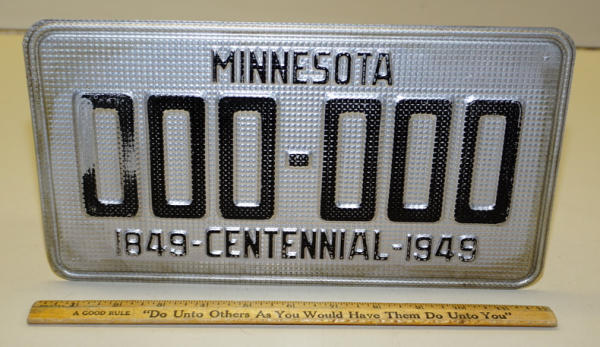 MINNESOTA
000-000
1849-CENTENNIAL-1949
A GOOD RULE "Do Unto Others As You Would Have Them Do Unto You"